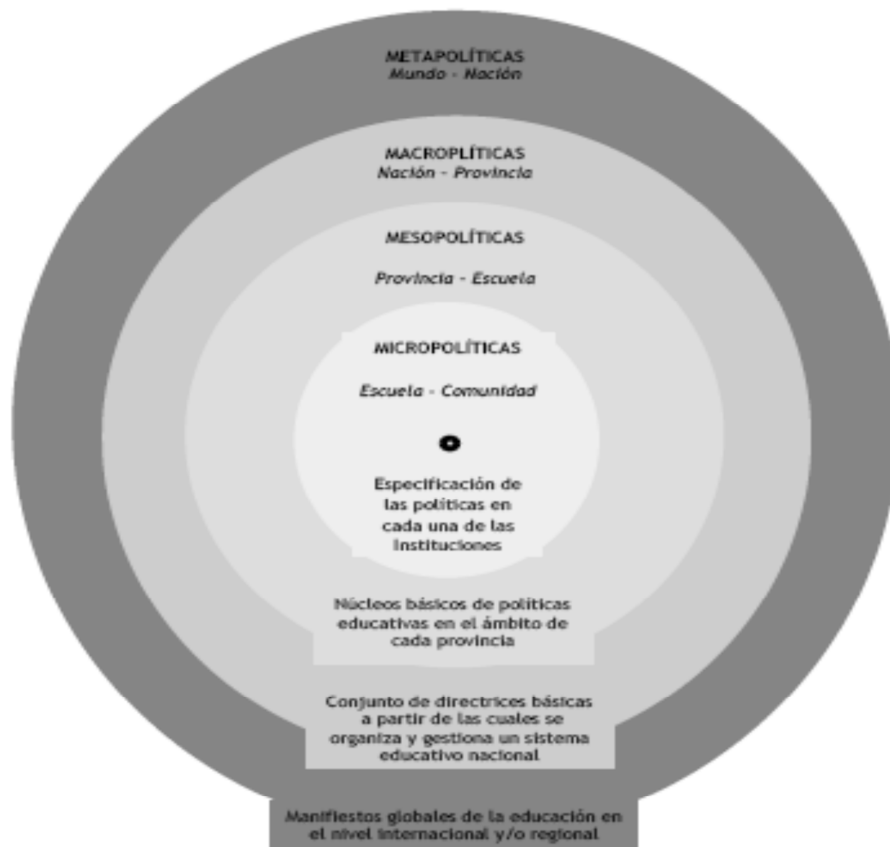 METAPOLÍTICAS
Mundo - Nación
MACROPLÍTICAS
Nación - Provincia
MESOPOLÍTICAS
Provincia - Escuela
MICROPOLÍTICAS
Escuela - Comunidad
Especificación de
las políticas en
cada una de las
Instituciones
Núcleos básicos de políticas
educativas en el ámbito de
cada provincia
Conjunto de directrices básicas
a partir de las cuales se
organiza y gestiona un sistema
educativo nacional
Manifiestos globales de la educación en
el nivel internacional y/o regional